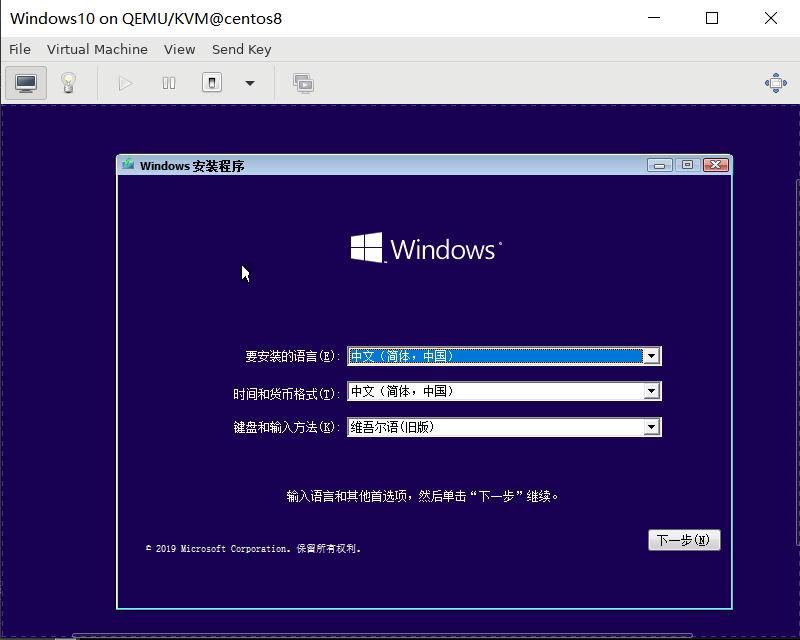 Windows10 on QEMU/KVM@centos8
File Virtual Machine View Send Key
Windows 安装程序
Windows
要安装的语言(E): 中文(简体，中国)
时间和货币格式(T): 中文(简体，中国)
键盘和输入方法(K): 维吾尔语(旧版)
输入语言和其他首选项，然后单击“下一步”继续。
© 2019 Microsoft Corporation。保留所有权利。
下一步(N)